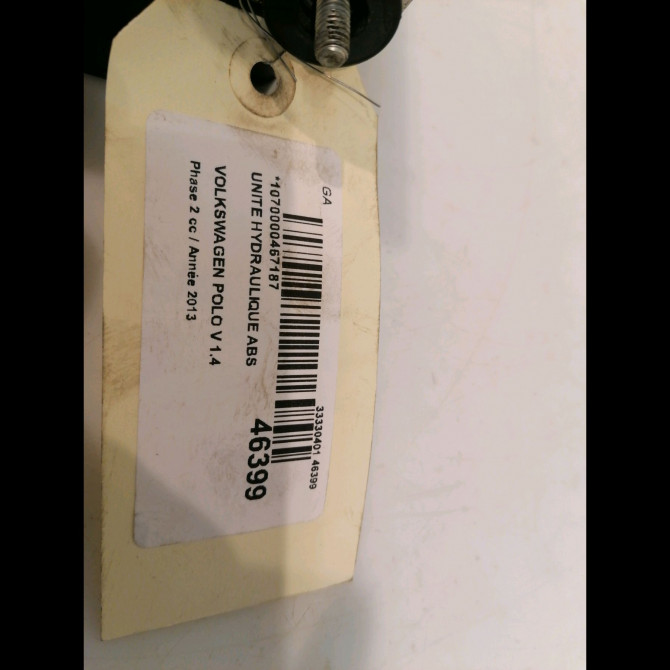 GA
33330401 46399
*1070000467187
UNITE HYDRAULIQUE ABS
46399
VOLKSWAGEN POLO V 1.4
Phase 2 cc / Année 2013